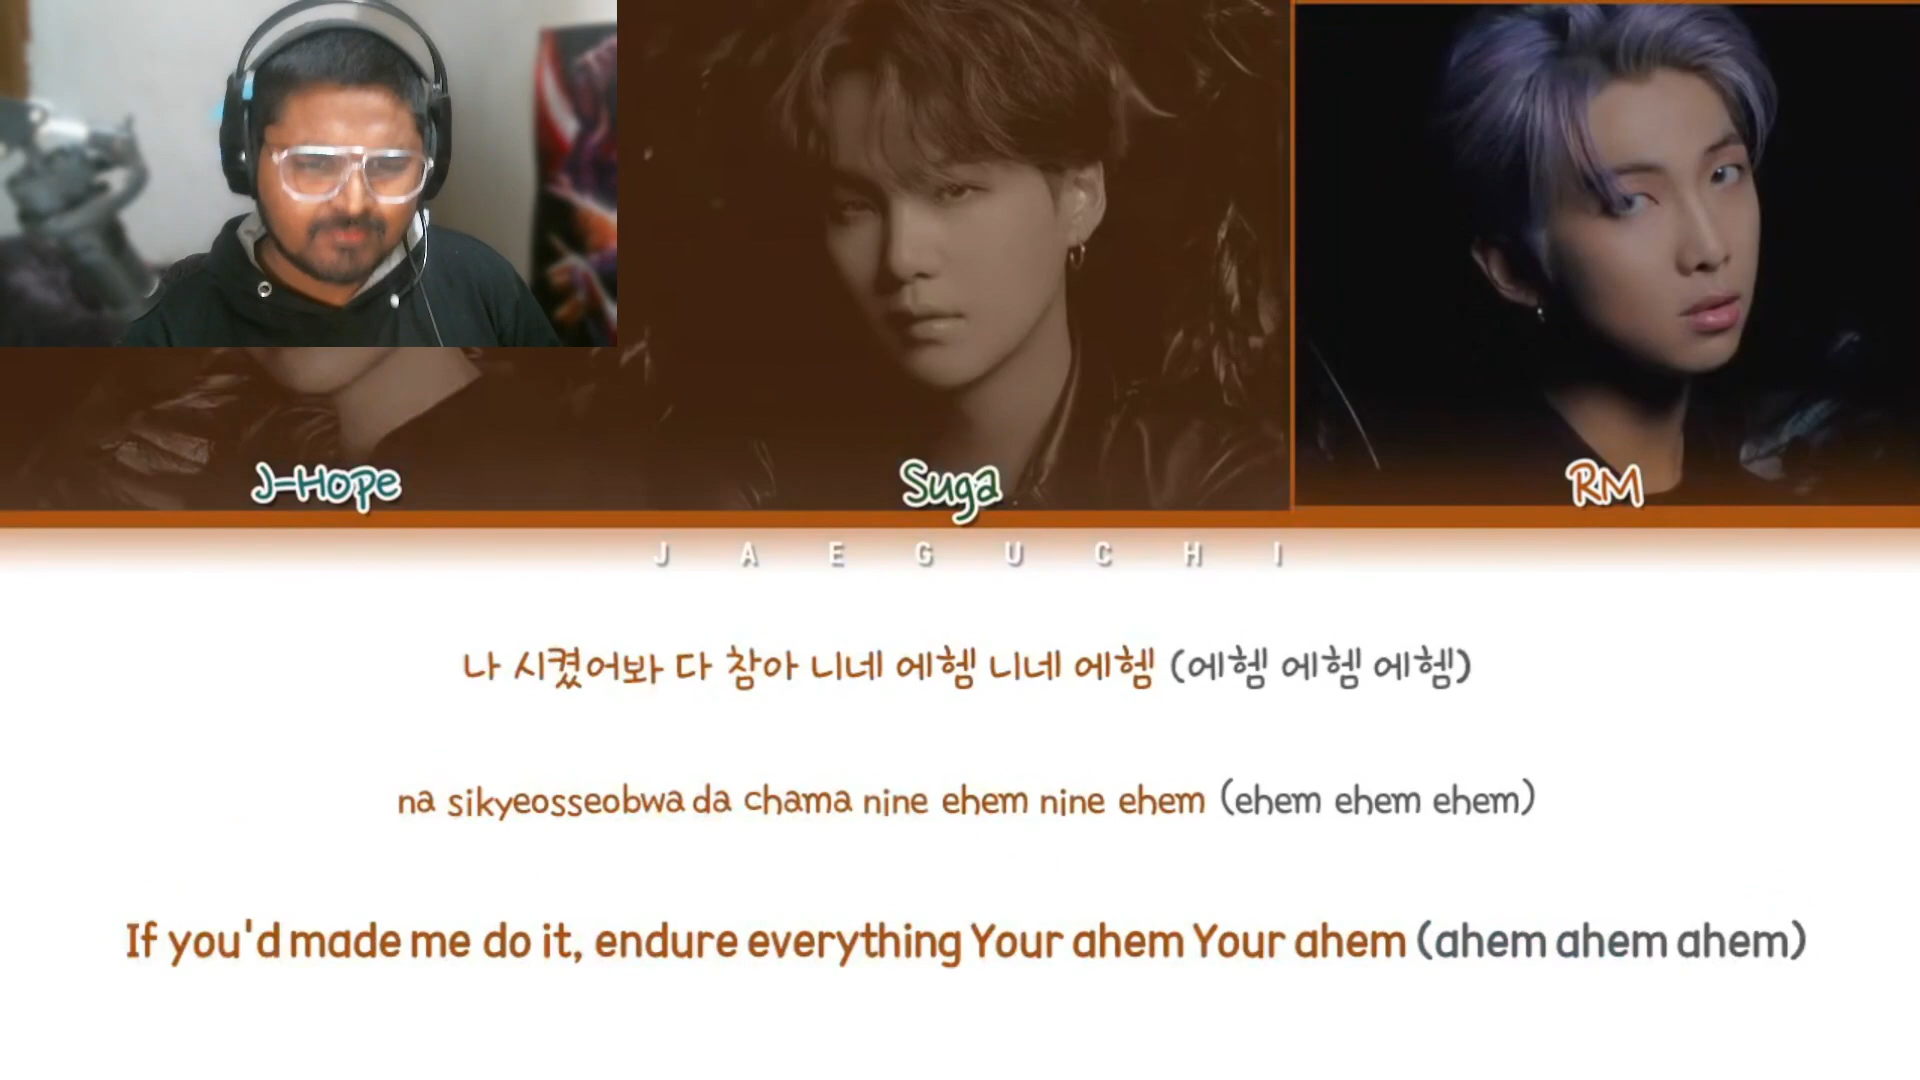 J-Hope
Suga
RM
JAEGUCHI
나 시켰어봐 다 참아 니네 에헴 니네 에헴 (에헴 에헴 에헴)
na sikyeosseobwa da chama nine ehem nine ehem (ehem ehem ehem)
If you'd made me do it, endure everything Your ahem Your ahem (ahem ahem ahem)